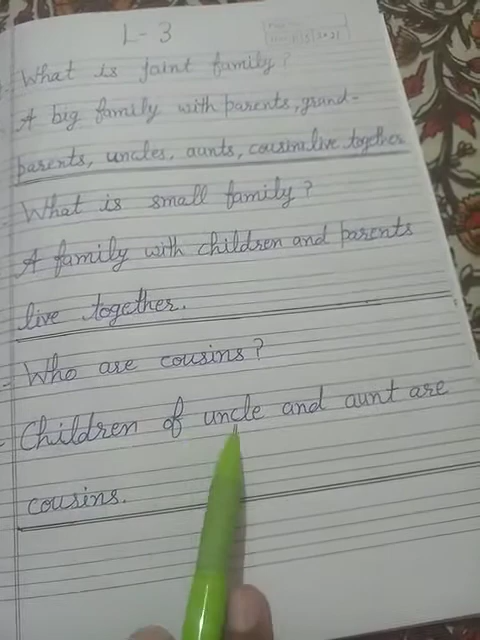 L-3
What is joint family?
A big family with parents, grand-
parents, uncles, aunts, cousins live together
What is small family?
A family with children and parents
live together.
Who are cousins?
Children of uncle and aunt are
cousins.